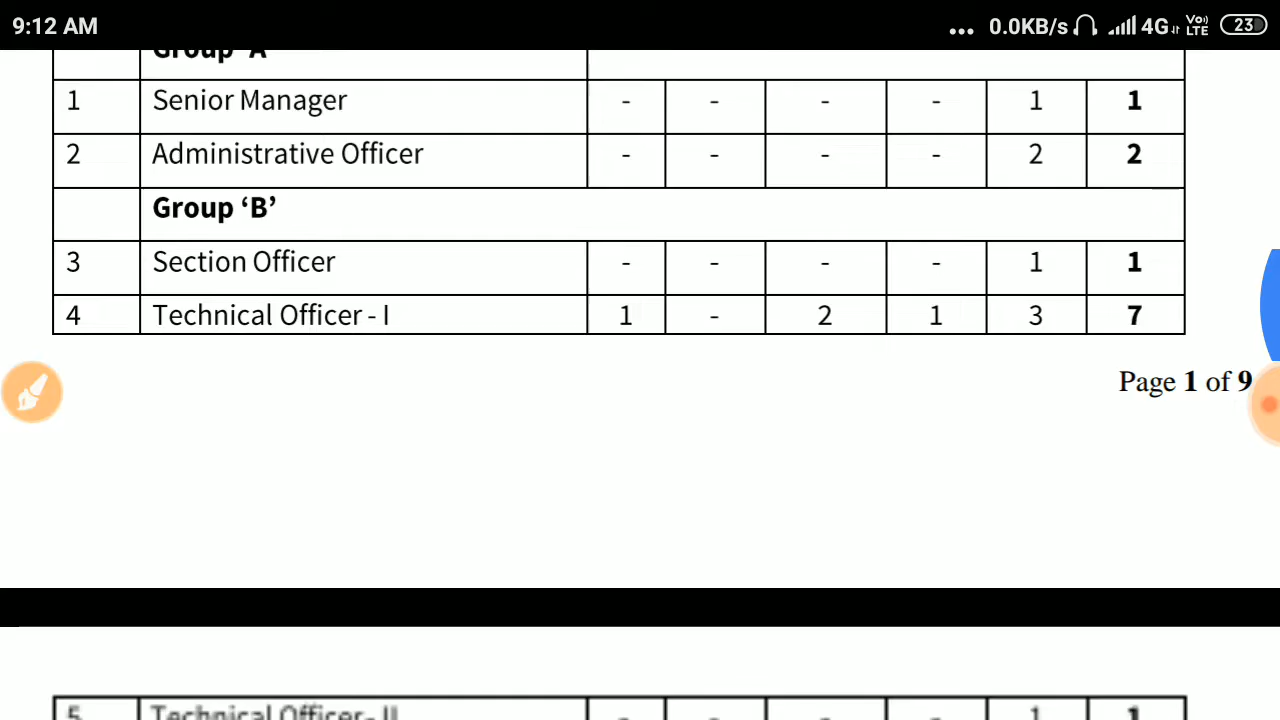 9:12 AM ... 0.0KB/s 4G Vo) LTE 23
Group ‘A’
1 Senior Manager - - - - 1 1
2 Administrative Officer - - - - 2 2
Group ‘B’
3 Section Officer - - - - 1 1
4 Technical Officer - I 1 - 2 1 3 7
Page 1 of 9
5 Technical Officer- II - - - - 1 1